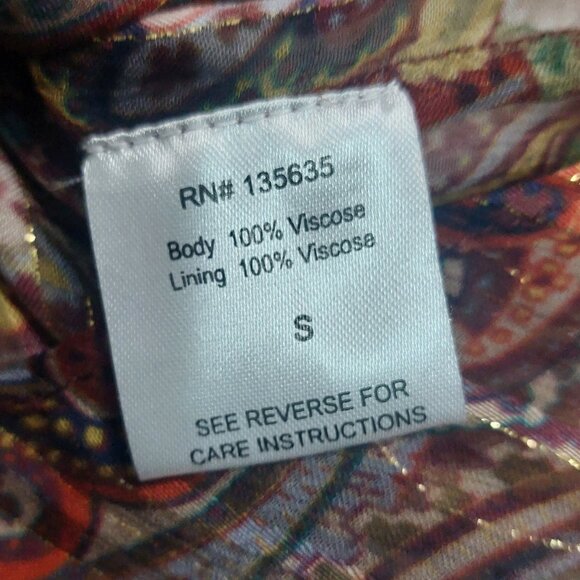 RN# 135635
Body 100% Viscose
Lining 100% Viscose
S
SEE REVERSE FOR
CARE INSTRUCTIONS